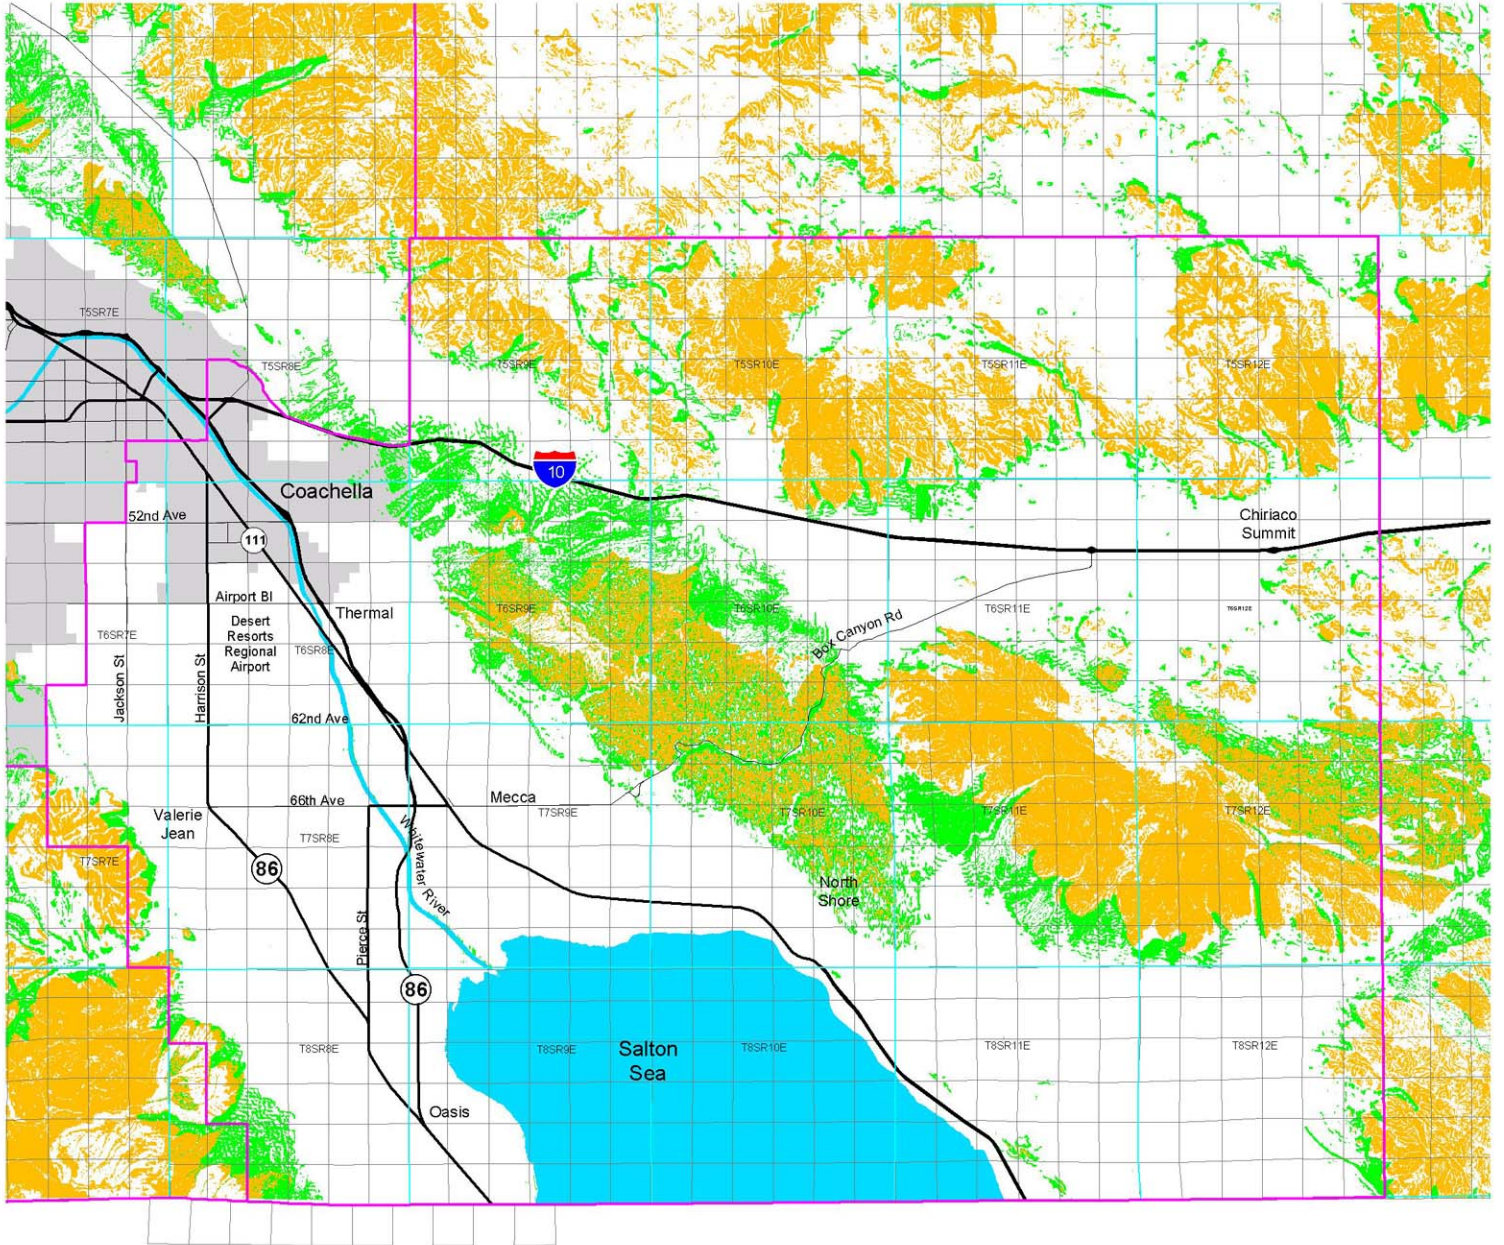 T5SR7E
T5SR8E
T5SR9E
T5SR10E
T5SR11E
T5SR12E
10
Coachella
52nd Ave
111
Chiriaco
Summit
Airport Bl
Thermal
Desert
Resorts
Regional
Airport
T6SR7E
T6SR8E
T6SR9E
T6SR10E
T6SR11E
T6SR12E
Box Canyon Rd
Jackson St
Harrison St
62nd Ave
66th Ave
Mecca
Valerie
Jean
T7SR7E
T7SR8E
T7SR9E
T7SR10E
T7SR11E
T7SR12E
Whitewater River
86
North
Shore
Pierce St
86
T8SR8E
T8SR9E
Salton
Sea
T8SR10E
T8SR11E
T8SR12E
Oasis